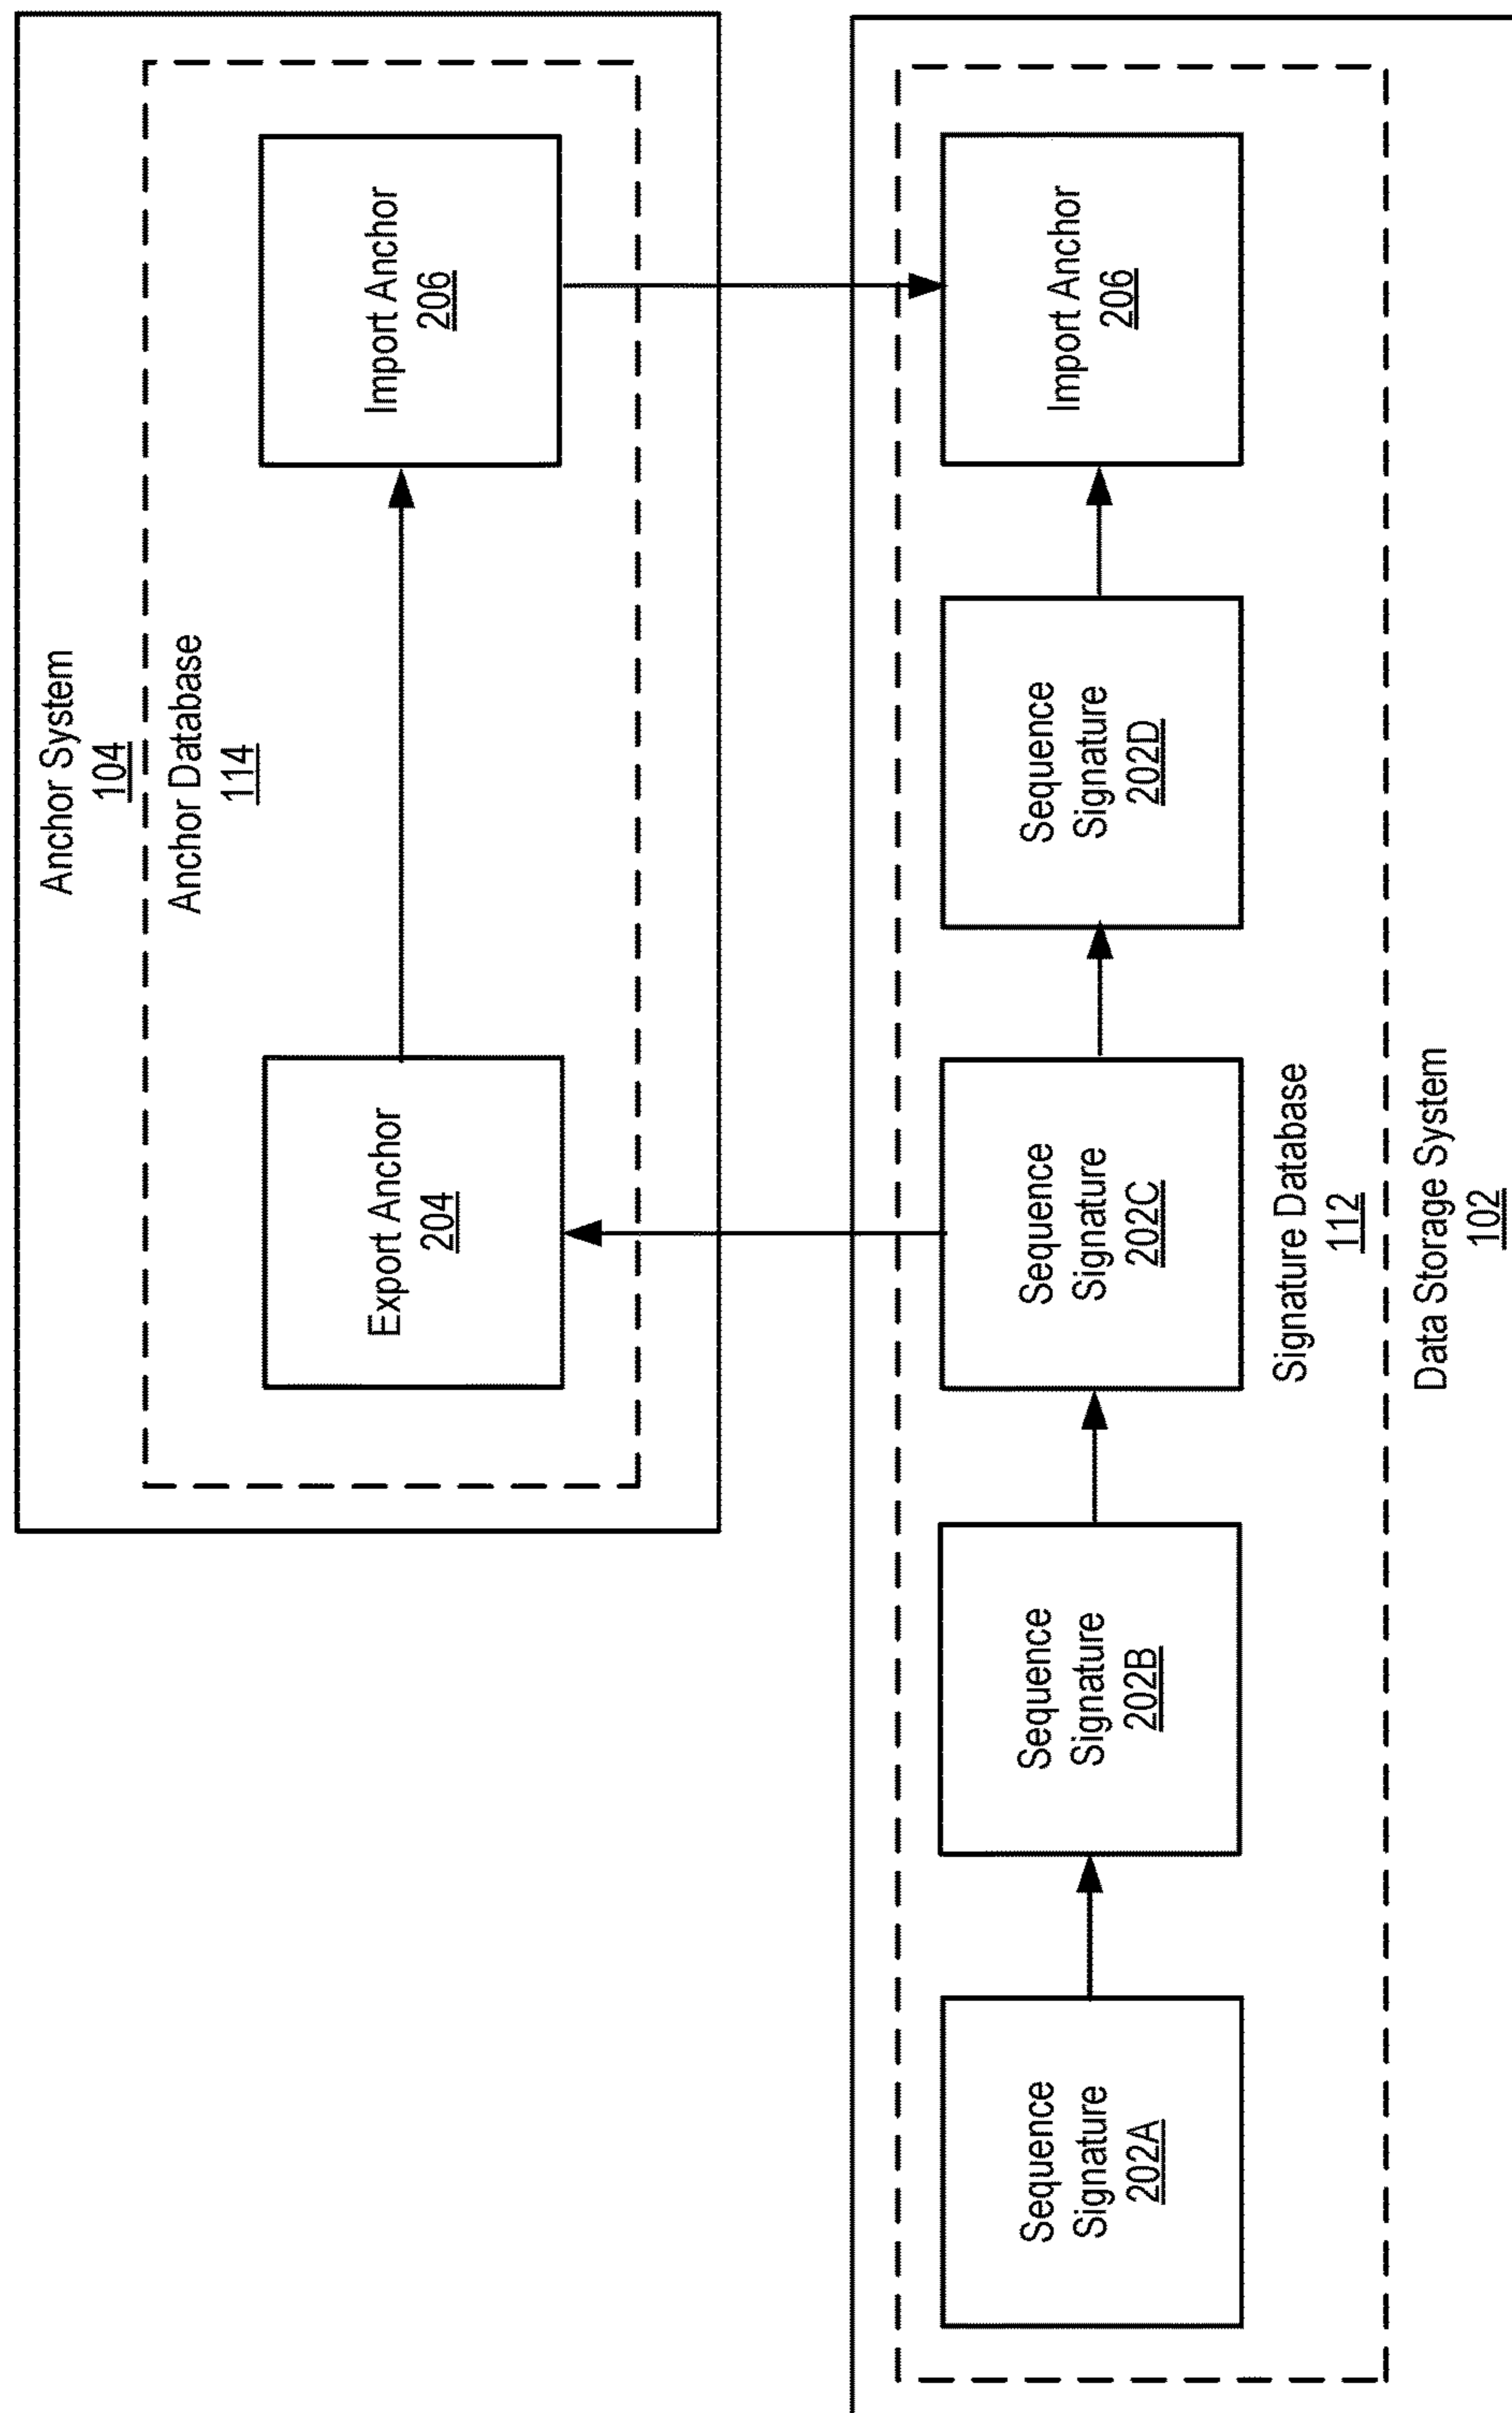 Anchor System
104
Anchor Database
114
Export Anchor
204
Import Anchor
206
Sequence
Signature
202A
Sequence
Signature
202B
Sequence
Signature
202C
Sequence
Signature
202D
Import Anchor
206
Signature Database
112
Data Storage System
102